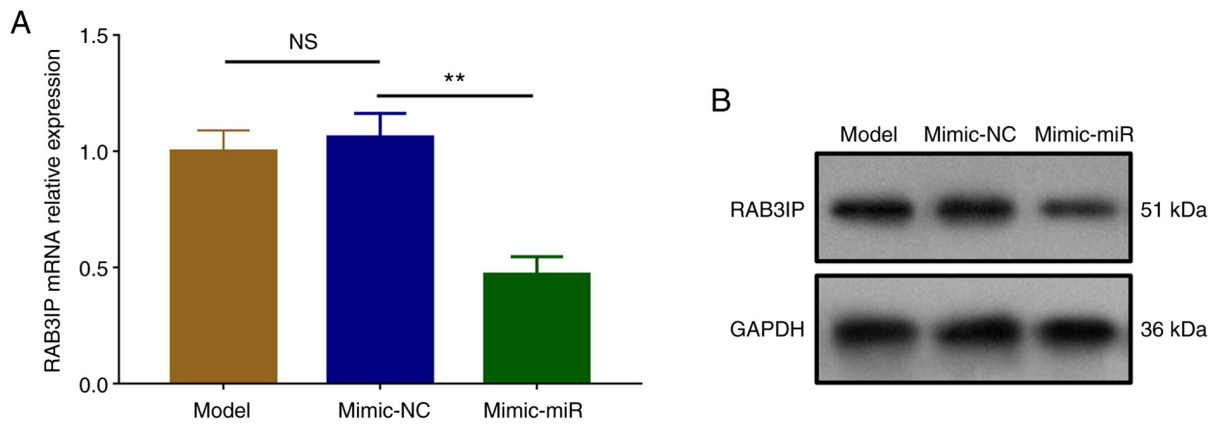 A
RAB3IP mRNA relative expression
1.5
1.0
0.5
0.0
NS
**
Model
Mimic-NC
Mimic-miR
B
Model
Mimic-NC
Mimic-miR
RAB3IP
51 kDa
GAPDH
36 kDa